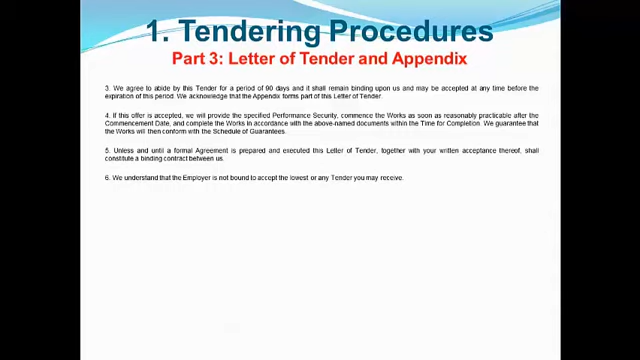 1. Tendering Procedures
Part 3: Letter of Tender and Appendix
3. We agree to abide by this Tender for a period of 90 days and it shall remain binding upon us and may be accepted at any time before the
expiration of this period. We acknowledge that the Appendix forms part of this Letter of Tender.
4. If this offer is accepted, we will provide the specified Performance Security, commence the Works as soon as reasonably practicable after the
Commencement Date, and complete the Works in accordance with the above-named documents within the Time for Completion. We guarantee that
the Works will then conform with the Schedule of Guarantees.
5. Unless and until a formal Agreement is prepared and executed this Letter of Tender, together with your written acceptance thereof, shall
constitute a binding contract between us.
6. We understand that the Employer is not bound to accept the lowest or any Tender you may receive.